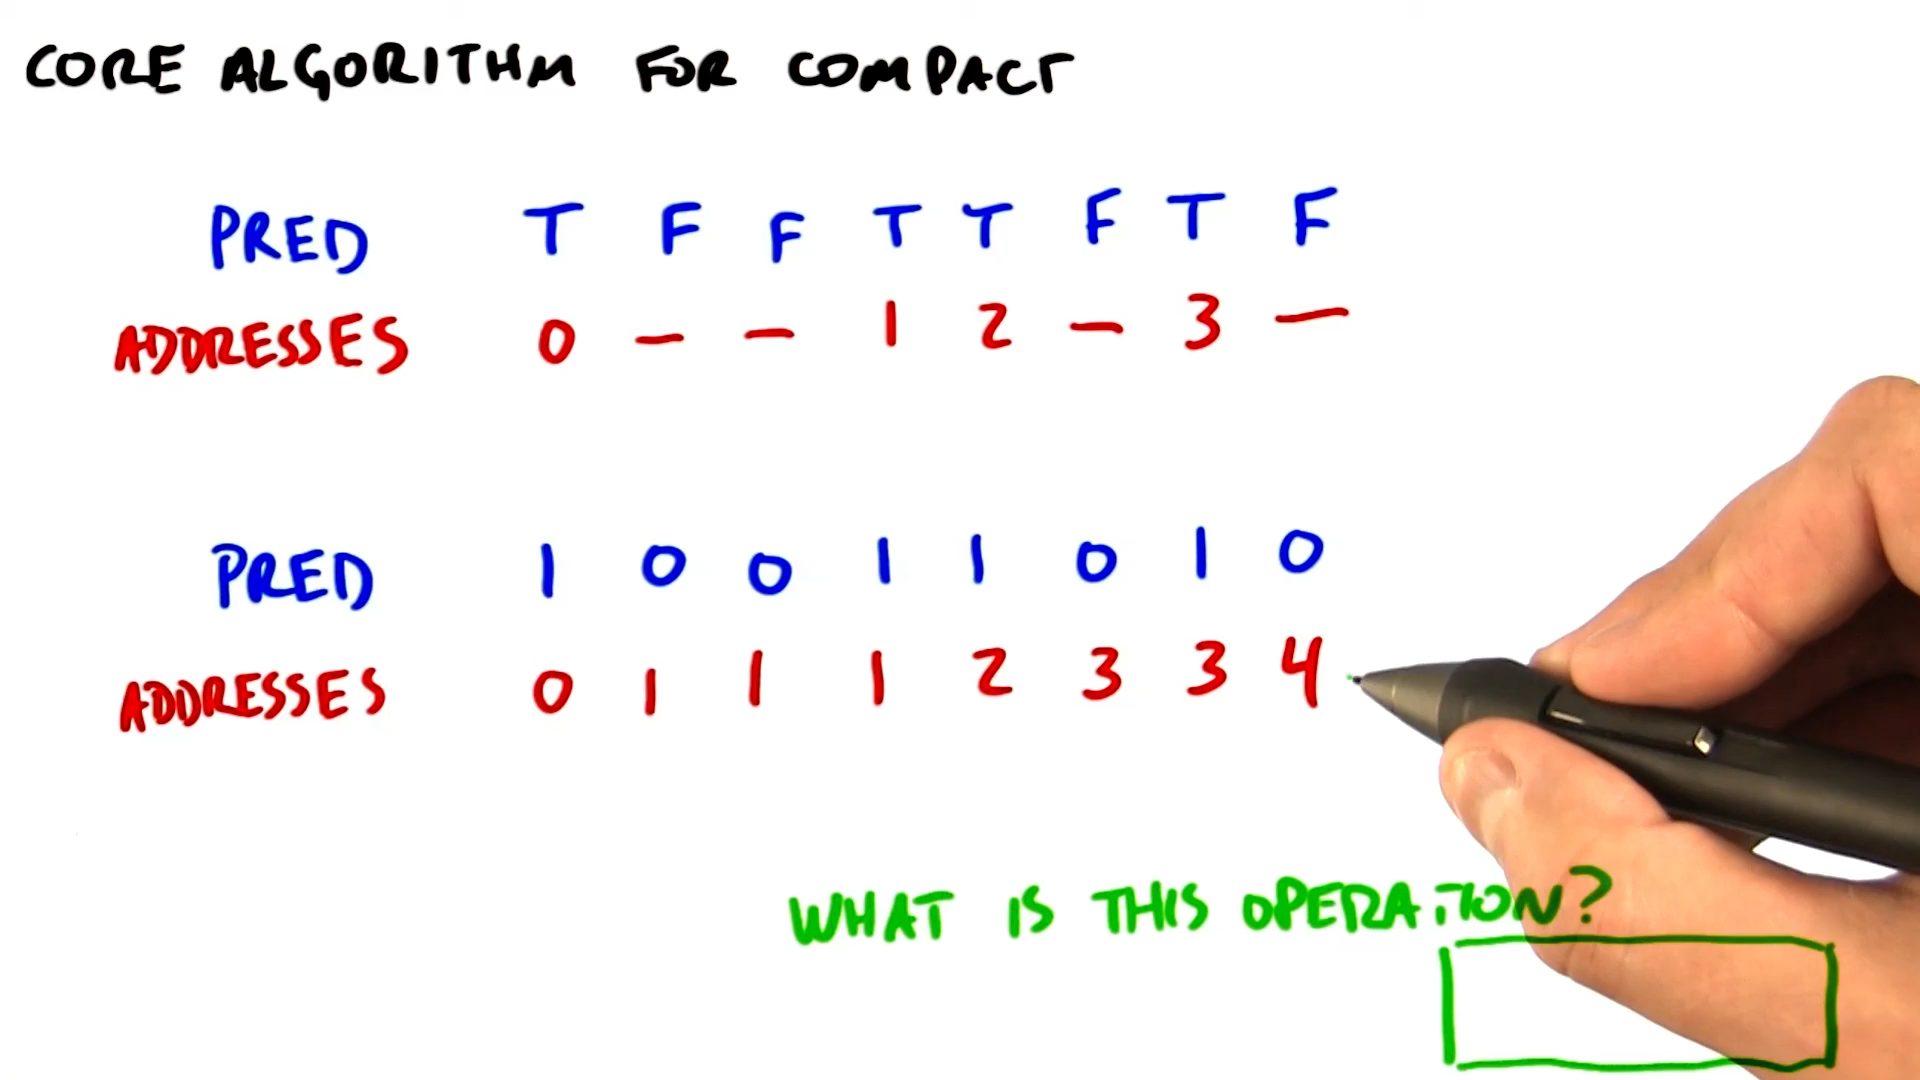 CORE ALGORITHM FOR COMPACT
PRED T F F T T F T F
ADDRESSES 0 — — 1 2 — 3 —
PRED 1 0 0 1 1 0 1 0
ADDRESSES 0 1 1 1 2 3 3 4
WHAT IS THIS OPERATION?